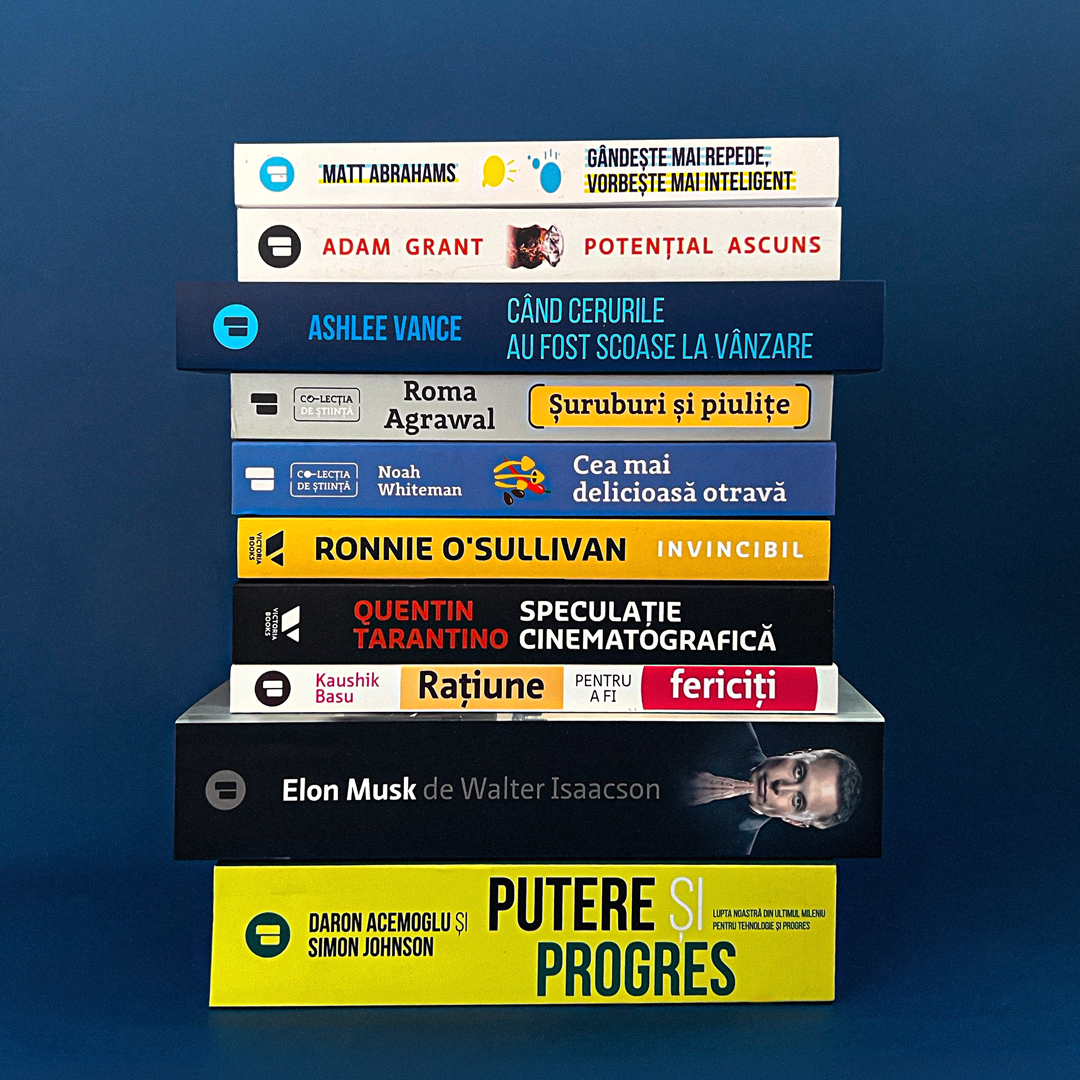 MATT ABRAHAMS
GÂNDEȘTE MAI REPEDE,
VORBEȘTE MAI INTELIGENT
ADAM GRANT
POTENȚIAL ASCUNS
ASHLEE VANCE
CÂND CERURILE
AU FOST SCOASE LA VÂNZARE
CO-LECȚIA
DE ȘTIINȚĂ
Roma
Agrawal
Șuruburi și piulițe
CO-LECȚIA
DE ȘTIINȚĂ
Noah
Whiteman
Cea mai
delicioasă otravă
VICTORIA
BOOKS
RONNIE O'SULLIVAN
INVINCIBIL
VICTORIA
BOOKS
QUENTIN
TARANTINO
SPECULAȚIE
CINEMATOGRAFICĂ
Kaushik
Basu
Rațiune
PENTRU
A FI
fericiți
Elon Musk de Walter Isaacson
DARON ACEMOGLU ȘI
SIMON JOHNSON
PUTERE ȘI
PROGRES
LUPTA NOASTRĂ DIN ULTIMUL MILENIU
PENTRU TEHNOLOGIE ȘI PROGRES